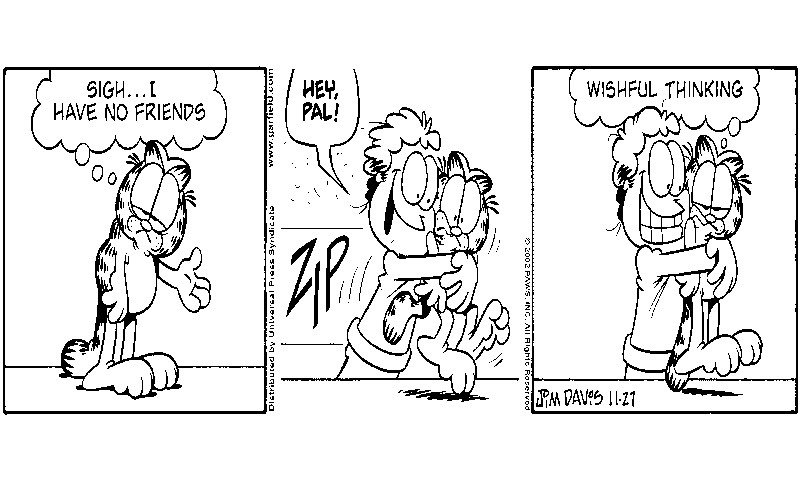 SIGH...I
HAVE NO FRIENDS
www.garfield.com
Distributed by Universal Press Syndicate
HEY,
PAL!
ZIP
© 2002 PAWS, INC. All Rights Reserved
WISHFUL THINKING
JIM DAVIS 11-27